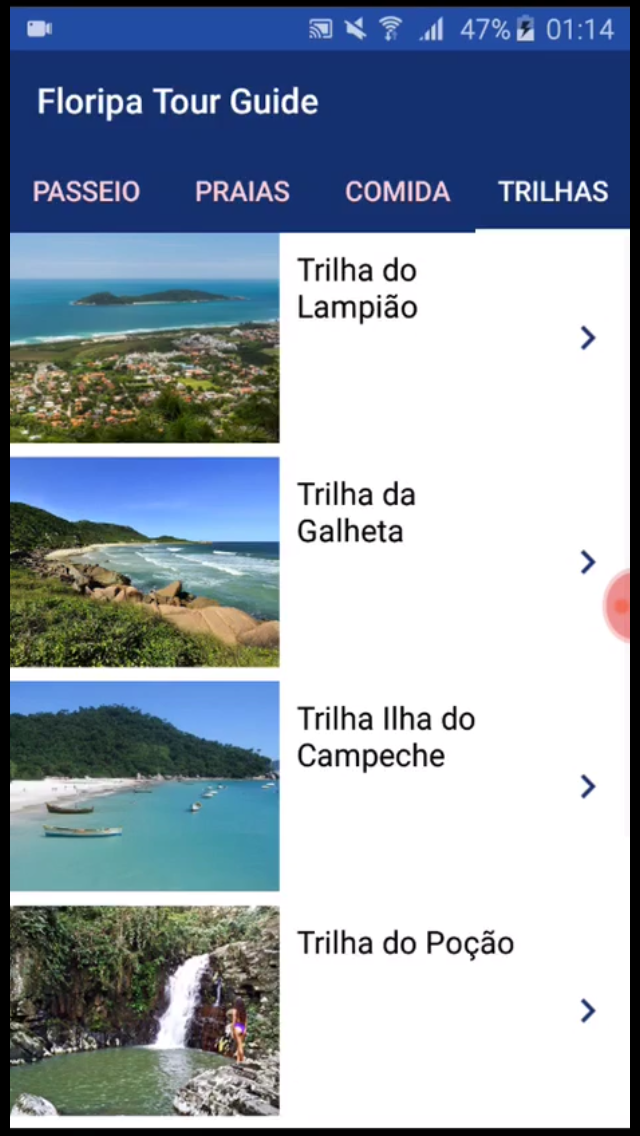 47% 01:14
Floripa Tour Guide
PASSEIO PRAIAS COMIDA TRILHAS
Trilha do
Lampião
Trilha da
Galheta
Trilha Ilha do
Campeche
Trilha do Poção